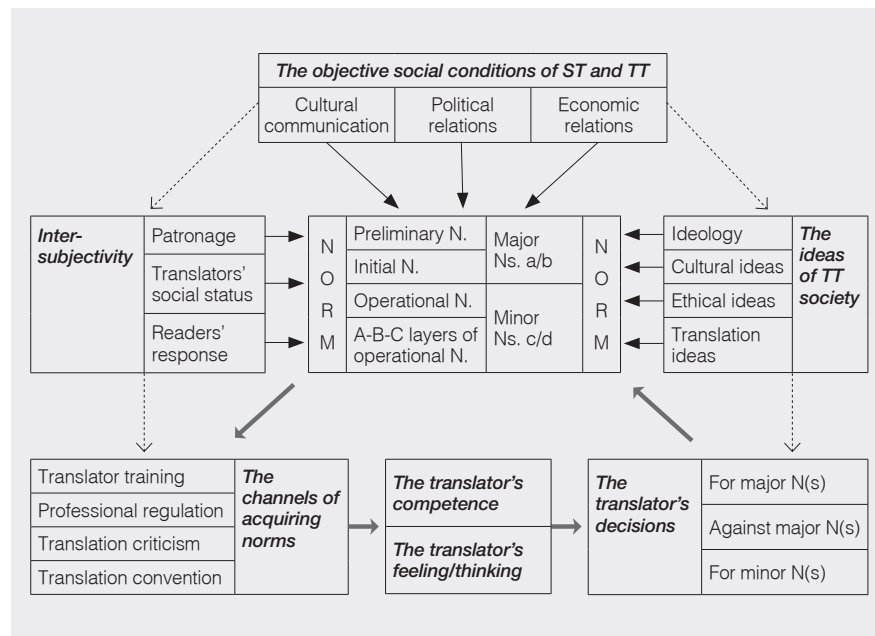 The objective social conditions of ST and TT
Cultural
communication
Political
relations
Economic
relations
Inter-
subjectivity
Patronage
Translators'
social status
Readers'
response
N
O
R
M
Preliminary N.
Initial N.
Operational N.
A-B-C layers of
operational N.
Major
Ns. a/b
Minor
Ns. c/d
N
O
R
M
Ideology
Cultural ideas
Ethical ideas
Translation
ideas
The
ideas
of TT
society
Translator training
Professional regulation
Translation criticism
Translation convention
The
channels of
acquiring
norms
The translator's
competence
The translator's
feeling/thinking
The
translator's
decisions
For major N(s)
Against major N(s)
For minor N(s)